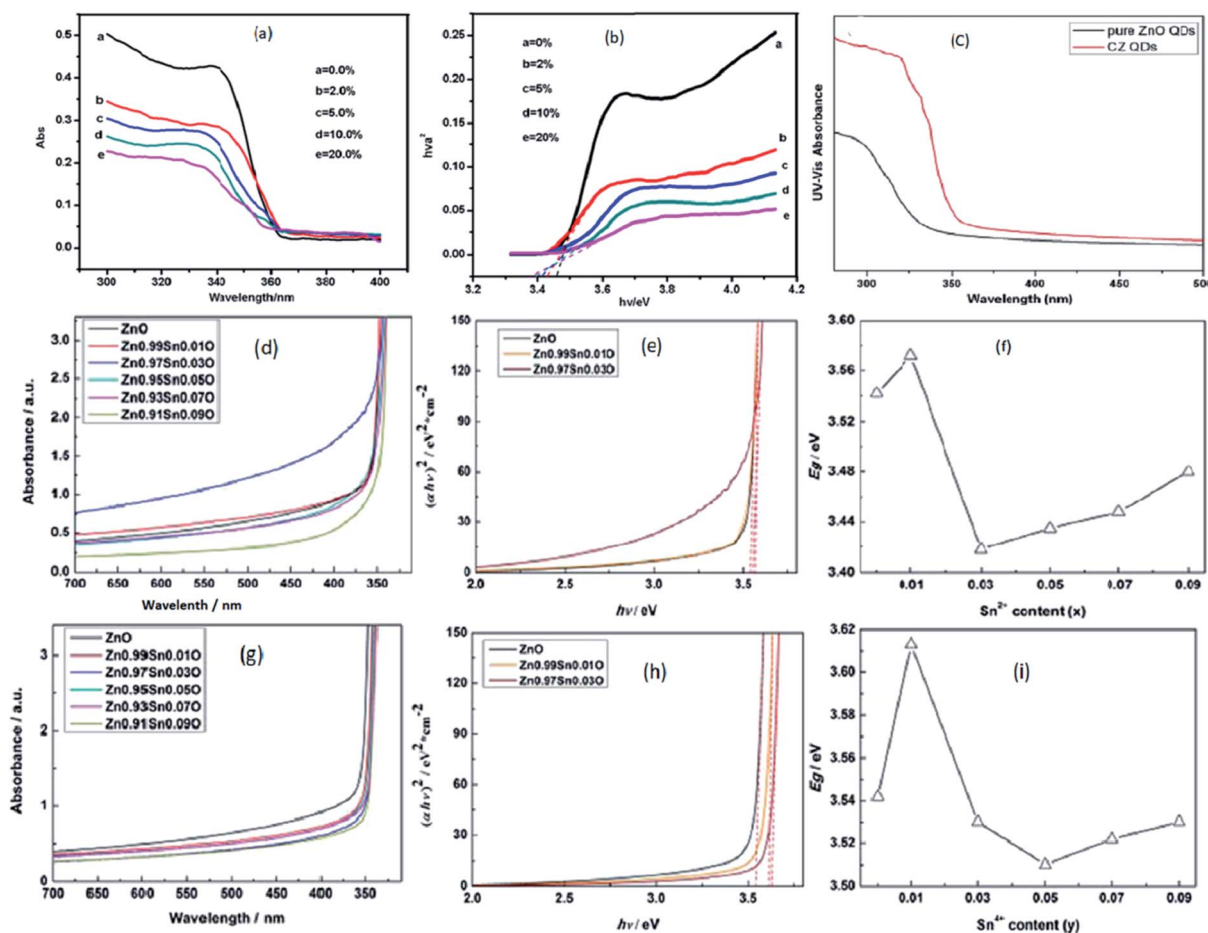 (a)
a
b
c
d
e
a=0.0%
b=2.0%
c=5.0%
d=10.0%
e=20.0%
0.5
0.4
0.3
0.2
0.1
0.0
Abs
300 320 340 360 380 400
Wavelength/nm
(b)
a=0%
b=2%
c=5%
d=10%
e=20%
a
b
c
d
e
0.25
0.20
0.15
0.10
0.05
0.00
hva²
3.2 3.4 3.6 3.8 4.0 4.2
hv/eV
(C)
pure ZnO QDs
CZ QDs
UV-Vis Absorbance
300 350 400 450 500
Wavelength (nm)
(d)
ZnO
Zn0.99Sn0.01O
Zn0.97Sn0.03O
Zn0.95Sn0.05O
Zn0.93Sn0.07O
Zn0.91Sn0.09O
3.0
2.5
2.0
1.5
1.0
0.5
0.0
Absorbance / a.u.
700 650 600 550 500 450 400 350
Wavelenth / nm
(e)
ZnO
Zn0.99Sn0.01O
Zn0.97Sn0.03O
150
120
90
60
30
0
(αhν)² / eV²*cm⁻²
2.0 2.5 3.0 3.5
hν/ eV
(f)
3.60
3.56
3.52
3.48
3.44
3.40
Eg / eV
0.01 0.03 0.05 0.07 0.09
Sn²⁺ content (x)
(g)
ZnO
Zn0.99Sn0.01O
Zn0.97Sn0.03O
Zn0.95Sn0.05O
Zn0.93Sn0.07O
Zn0.91Sn0.09O
3
2
1
0
Absorbance / a.u.
700 650 600 550 500 450 400 350
Wavelength / nm
(h)
ZnO
Zn0.99Sn0.01O
Zn0.97Sn0.03O
150
120
90
60
30
0
(αhν)² / eV²*cm⁻²
2.0 2.5 3.0 3.5
hν/ eV
(i)
3.62
3.60
3.58
3.56
3.54
3.52
3.50
Eg / eV
0.01 0.03 0.05 0.07 0.09
Sn⁴⁺ content (y)